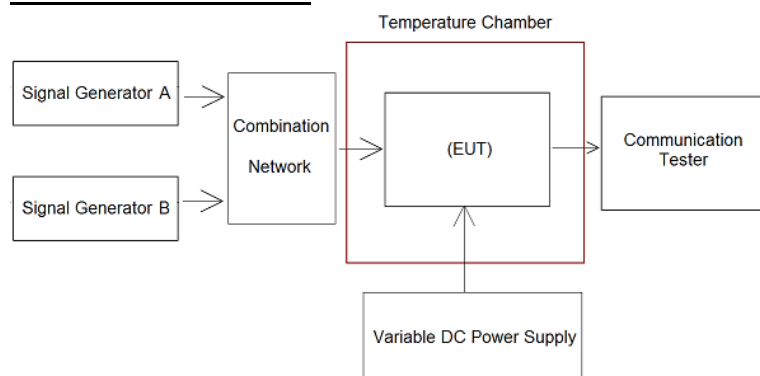 Temperature Chamber
Signal Generator A
Combination
Network
(EUT)
Communication
Tester
Signal Generator B
Variable DC Power Supply